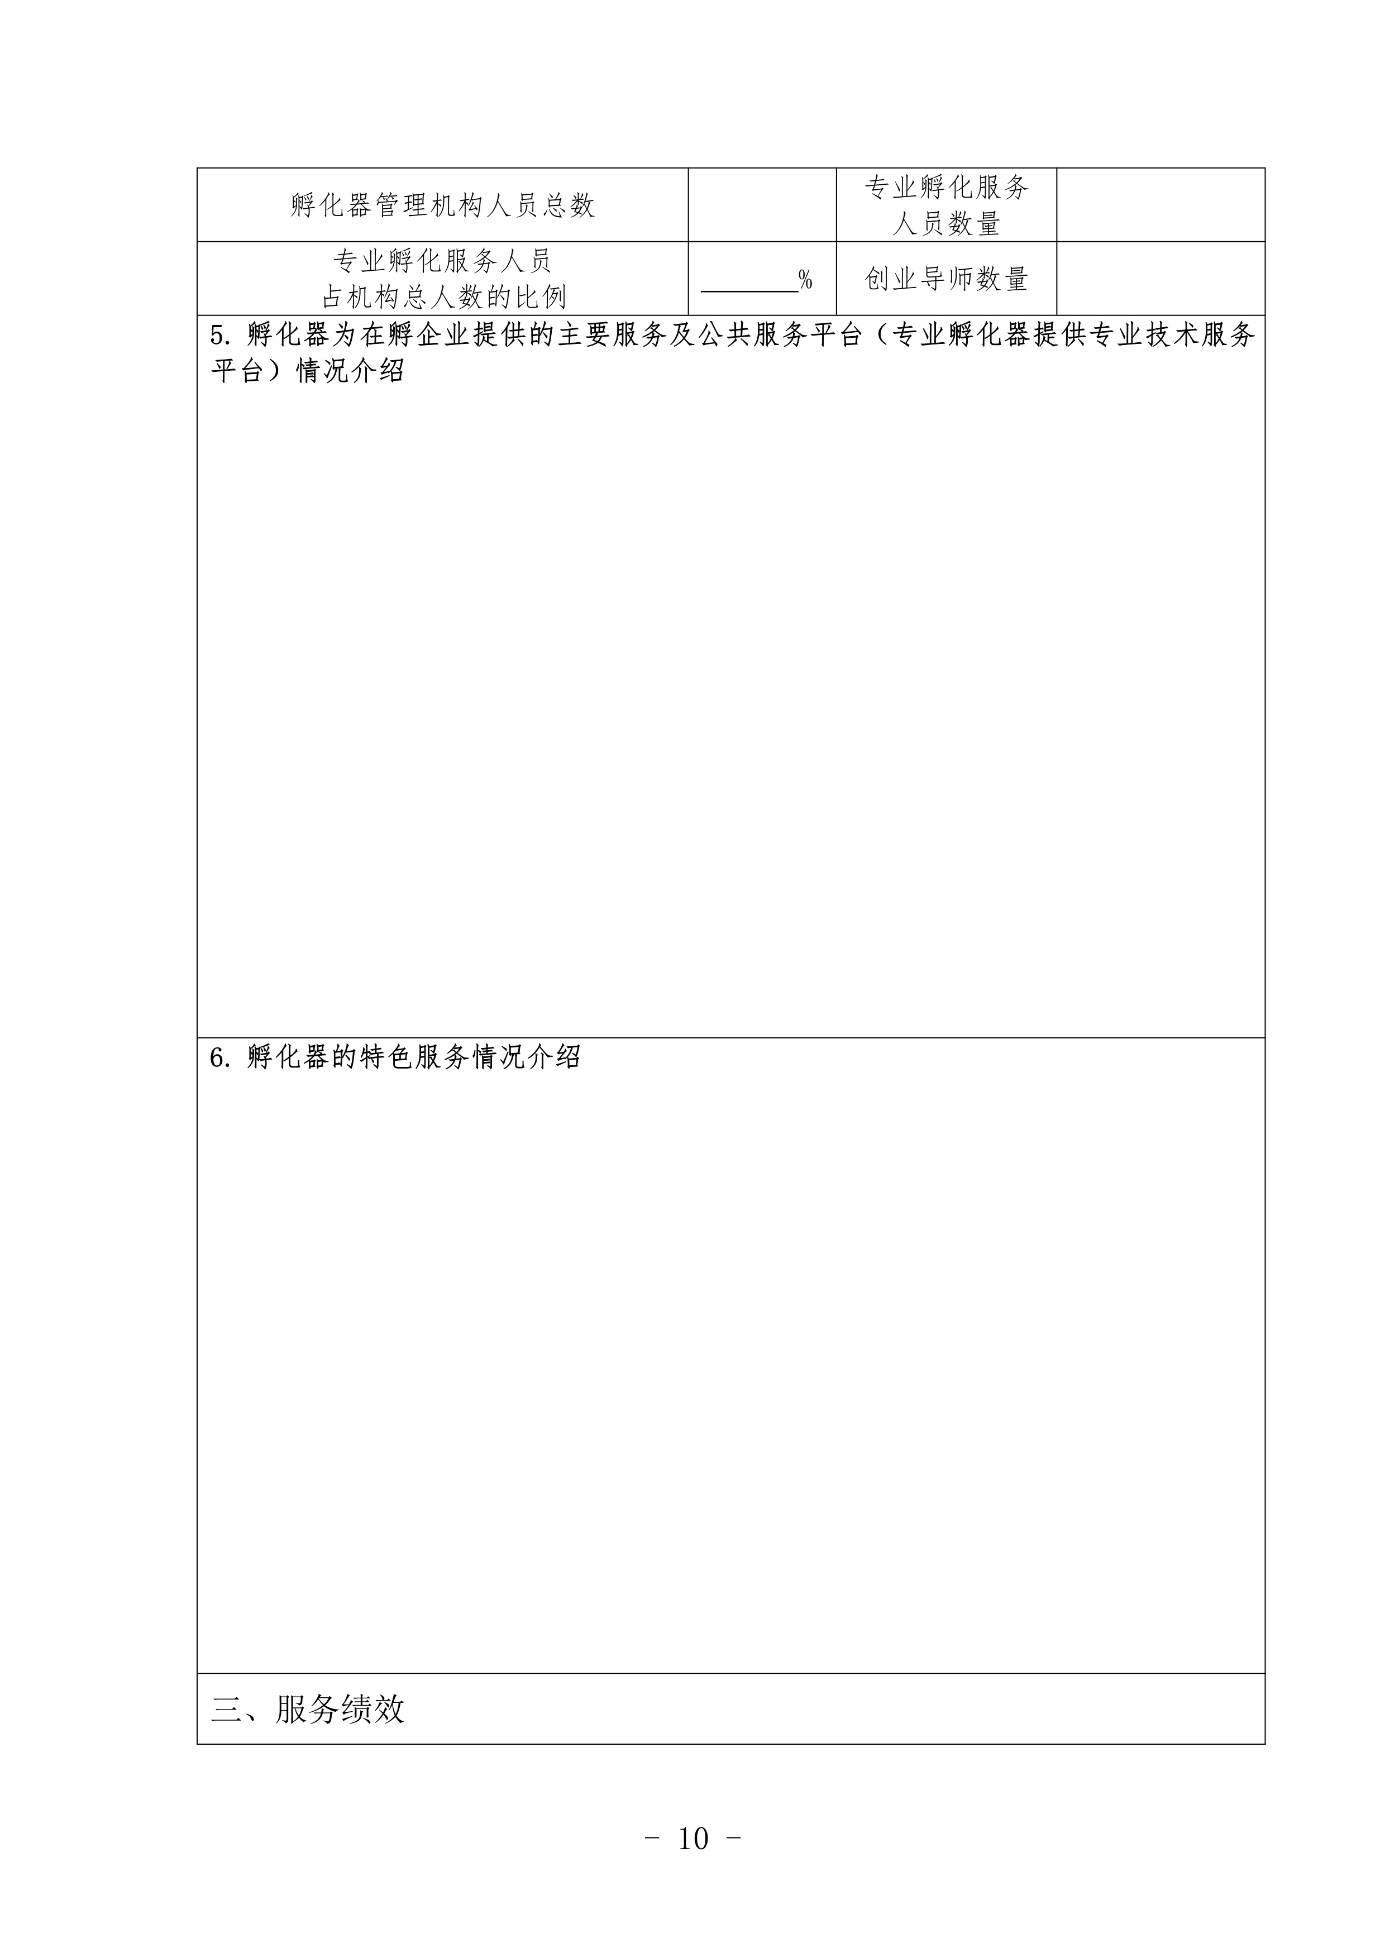 孵化器管理机构人员总数
专业孵化服务
人员数量
专业孵化服务人员
占机构总人数的比例
_______%
创业导师数量
5. 孵化器为在孵企业提供的主要服务及公共服务平台（专业孵化器提供专业技术服务
平台）情况介绍
6. 孵化器的特色服务情况介绍
三、服务绩效
- 10 -